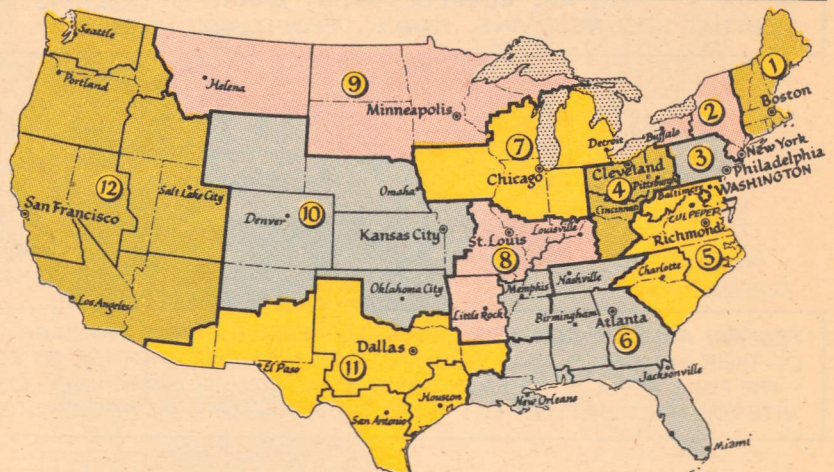 Seattle
Portland
Helena
9
Minneapolis
1
Boston
2
Buffalo
Detroit
7
Chicago
New York
3
Philadelphia
Cleveland
Pittsburgh
4
Baltimore
WASHINGTON
Cincinnati
CULPEPER
Richmond
5
Charlotte
12
San Francisco
Salt Lake City
Los Angeles
Omaha
Denver
10
Kansas City
Oklahoma City
St. Louis
Louisville
8
Little Rock
Memphis
Nashville
Birmingham
Atlanta
6
Jacksonville
New Orleans
Miami
Dallas
11
El Paso
Houston
San Antonio